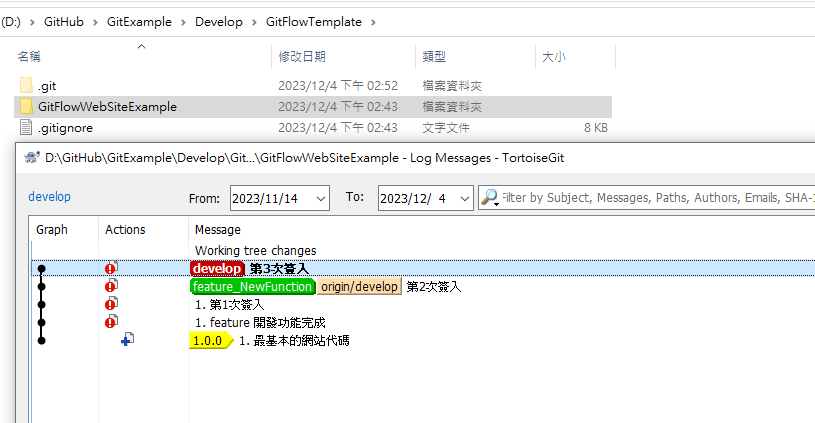 (D:) > GitHub > GitExample > Develop > GitFlowTemplate >
名稱 修改日期 類型 大小
.git 2023/12/4 下午 02:52 檔案資料夾
GitFlowWebSiteExample 2023/12/4 下午 02:43 檔案資料夾
.gitignore 2023/12/4 下午 02:43 文字文件 8 KB
D:\GitHub\GitExample\Develop\Git...\GitFlowWebSiteExample - Log Messages - TortoiseGit
develop From: 2023/11/14 To: 2023/12/ 4 Filter by Subject, Messages, Paths, Authors, Emails, SHA-1
Graph Actions Message
Working tree changes
develop 第3次簽入
feature_NewFunction origin/develop 第2次簽入
1. 第1次簽入
1. feature 開發功能完成
1.0.0 1. 最基本的網站代碼